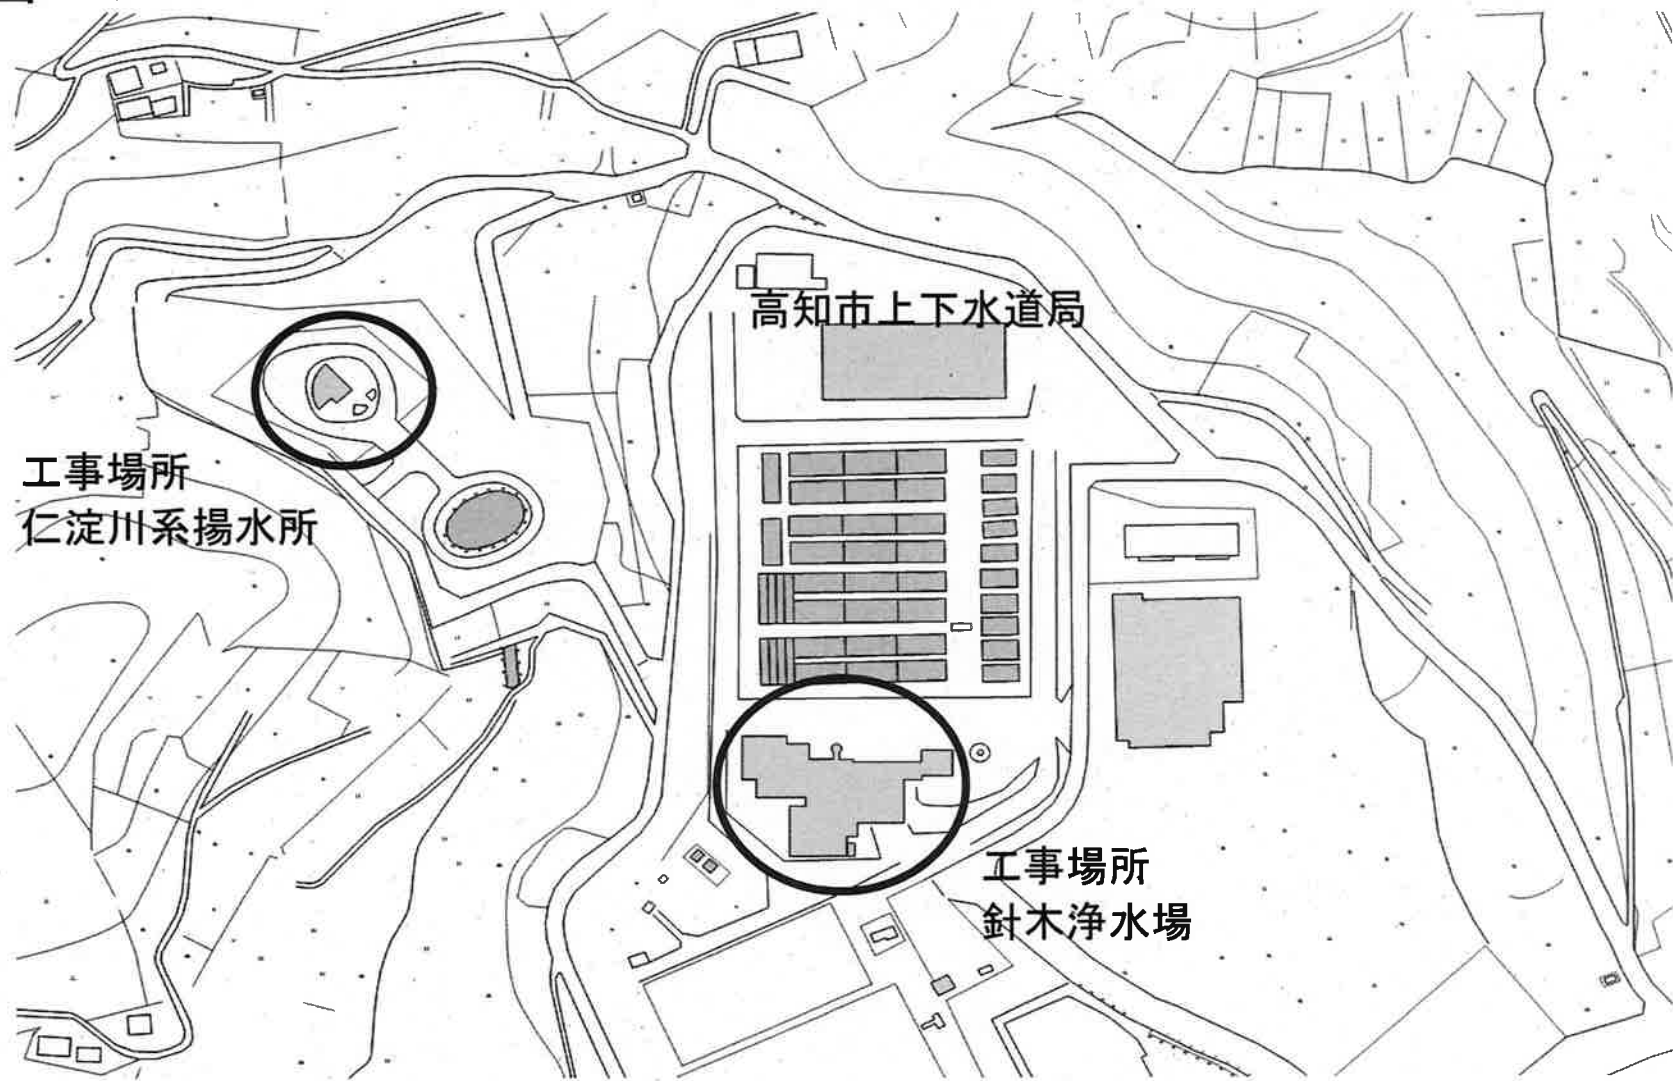 高知市上下水道局
工事場所
仁淀川系揚水所
工事場所
針木浄水場